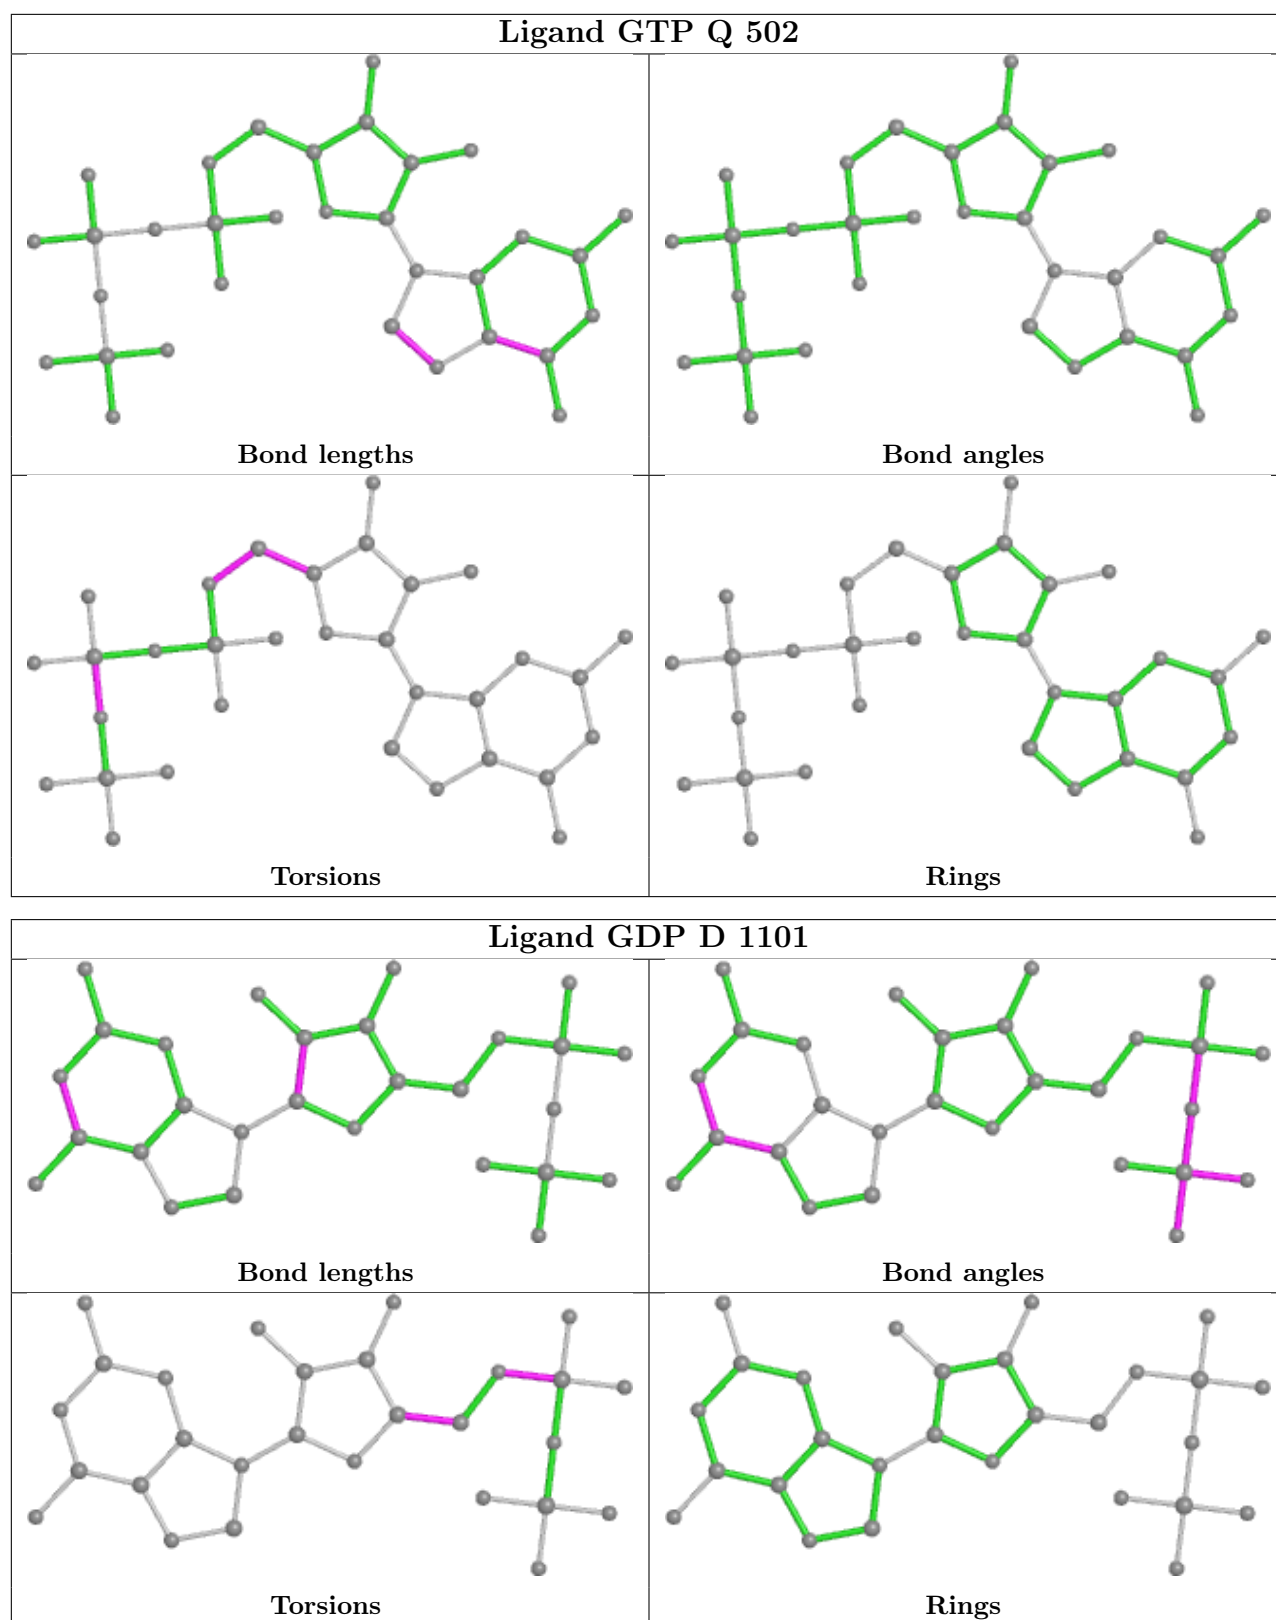 Ligand GTP Q 502
Bond lengths
Bond angles
Torsions
Rings
Ligand GDP D 1101
Bond lengths
Bond angles
Torsions
Rings